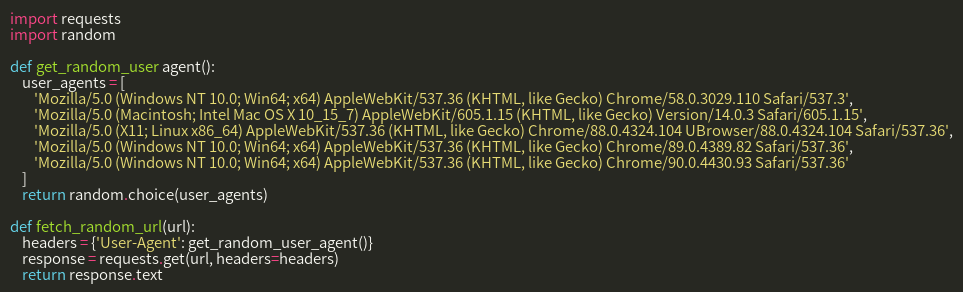 import requests
import random
def get_random_user agent():
user_agents = [
'Mozilla/5.0 (Windows NT 10.0; Win64; x64) AppleWebKit/537.36 (KHTML, like Gecko) Chrome/58.0.3029.110 Safari/537.3',
'Mozilla/5.0 (Macintosh; Intel Mac OS X 10_15_7) AppleWebKit/605.1.15 (KHTML, like Gecko) Version/14.0.3 Safari/605.1.15',
'Mozilla/5.0 (X11; Linux x86_64) AppleWebKit/537.36 (KHTML, like Gecko) Chrome/88.0.4324.104 UBrowser/88.0.4324.104 Safari/537.36',
'Mozilla/5.0 (Windows NT 10.0; Win64; x64) AppleWebKit/537.36 (KHTML, like Gecko) Chrome/89.0.4389.82 Safari/537.36',
'Mozilla/5.0 (Windows NT 10.0; Win64; x64) AppleWebKit/537.36 (KHTML, like Gecko) Chrome/90.0.4430.93 Safari/537.36'
]
return random.choice(user_agents)
def fetch_random_url(url):
headers = {'User-Agent': get_random_user_agent()}
response = requests.get(url, headers=headers)
return response.text